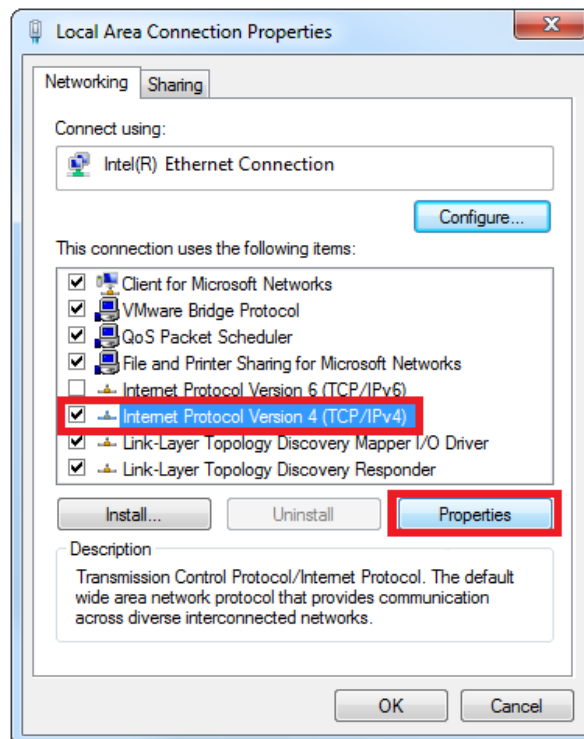 Local Area Connection Properties
Networking
Sharing
Connect using:
Intel(R) Ethernet Connection
Configure...
This connection uses the following items:
Client for Microsoft Networks
VMware Bridge Protocol
QoS Packet Scheduler
File and Printer Sharing for Microsoft Networks
Internet Protocol Version 6 (TCP/IPv6)
Internet Protocol Version 4 (TCP/IPv4)
Link-Layer Topology Discovery Mapper I/O Driver
Link-Layer Topology Discovery Responder
Install...
Uninstall
Properties
Description
Transmission Control Protocol/Internet Protocol. The default
wide area network protocol that provides communication
across diverse interconnected networks.
OK
Cancel